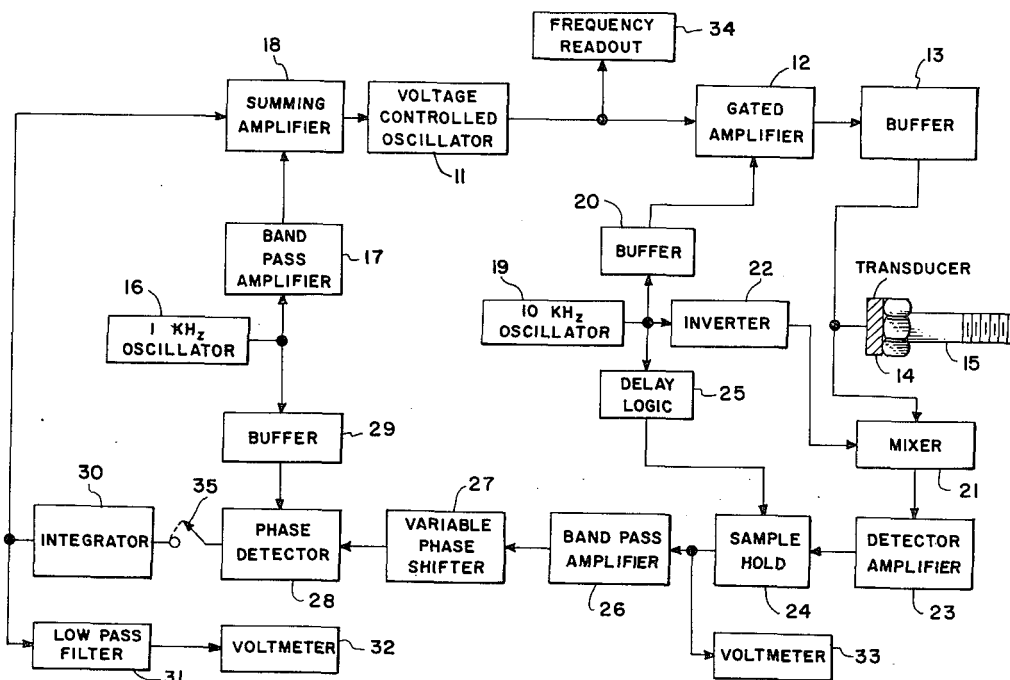 FREQUENCY
READOUT
34
18
SUMMING
AMPLIFIER
VOLTAGE
CONTROLLED
OSCILLATOR
11
12
GATED
AMPLIFIER
13
BUFFER
20
BUFFER
BAND
PASS
AMPLIFIER
17
16
1 KHz
OSCILLATOR
19
10 KHz
OSCILLATOR
22
INVERTER
TRANSDUCER
14
15
DELAY
LOGIC
25
BUFFER
29
MIXER
21
30
INTEGRATOR
35
PHASE
DETECTOR
28
27
VARIABLE
PHASE
SHIFTER
BAND PASS
AMPLIFIER
26
SAMPLE
HOLD
24
DETECTOR
AMPLIFIER
23
LOW PASS
FILTER
31
VOLTMETER
32
VOLTMETER
33